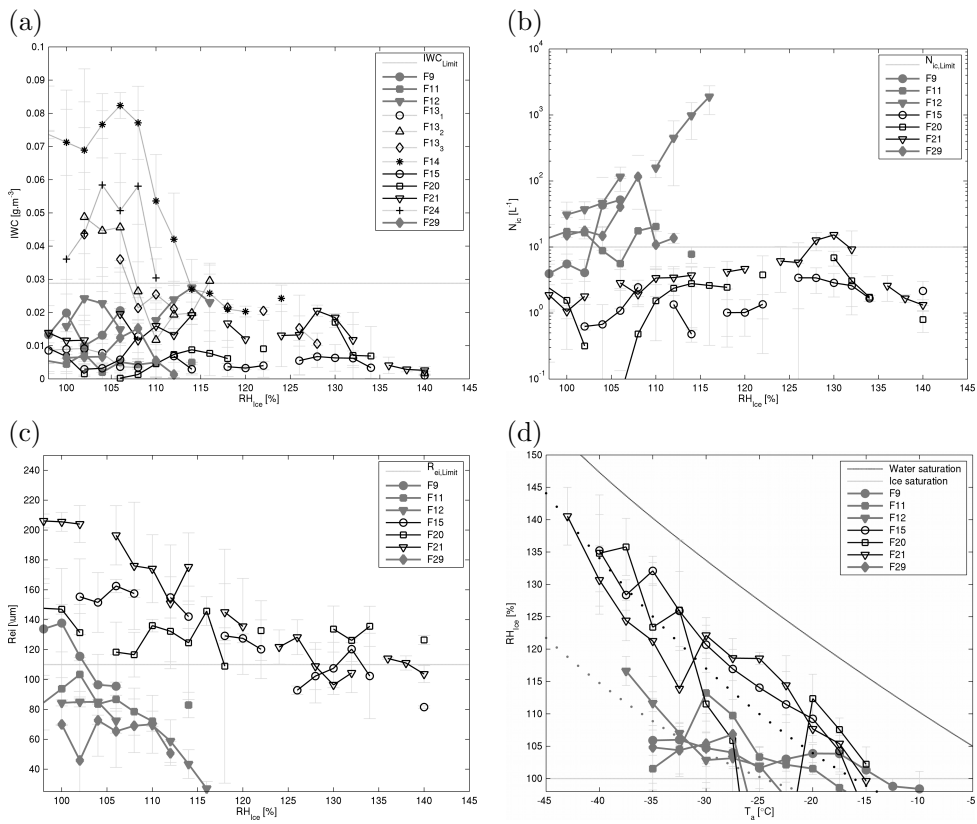 (a)
(b)
0.1
0.09
0.08
0.07
0.06
0.05
0.04
0.03
0.02
0.01
0
IWC [g.m⁻³]
100 105 110 115 120 125 130 135 140 145
RH_Ice [%]
IWC_Limit
F9
F11
F12
F13₁
F13₂
F13₃
F14
F15
F20
F21
F24
F29
10⁴
10³
10²
10¹
10⁰
10⁻¹
N_ic [L⁻¹]
100 105 110 115 120 125 130 135 140 145
RH_Ice [%]
N_ic,Limit
F9
F11
F12
F15
F20
F21
F29
(c)
(d)
240
220
200
180
160
140
120
100
80
60
40
100 105 110 115 120 125 130 135 140 145
RH_Ice [%]
R_ei,Limit
F9
F11
F12
F15
F20
F21
F29
150
145
140
135
130
125
120
115
110
105
100
RH_Ice [%]
-45 -40 -35 -30 -25 -20 -15 -10 -5
T_a [°C]
Water saturation
Ice saturation
F9
F11
F12
F15
F20
F21
F29